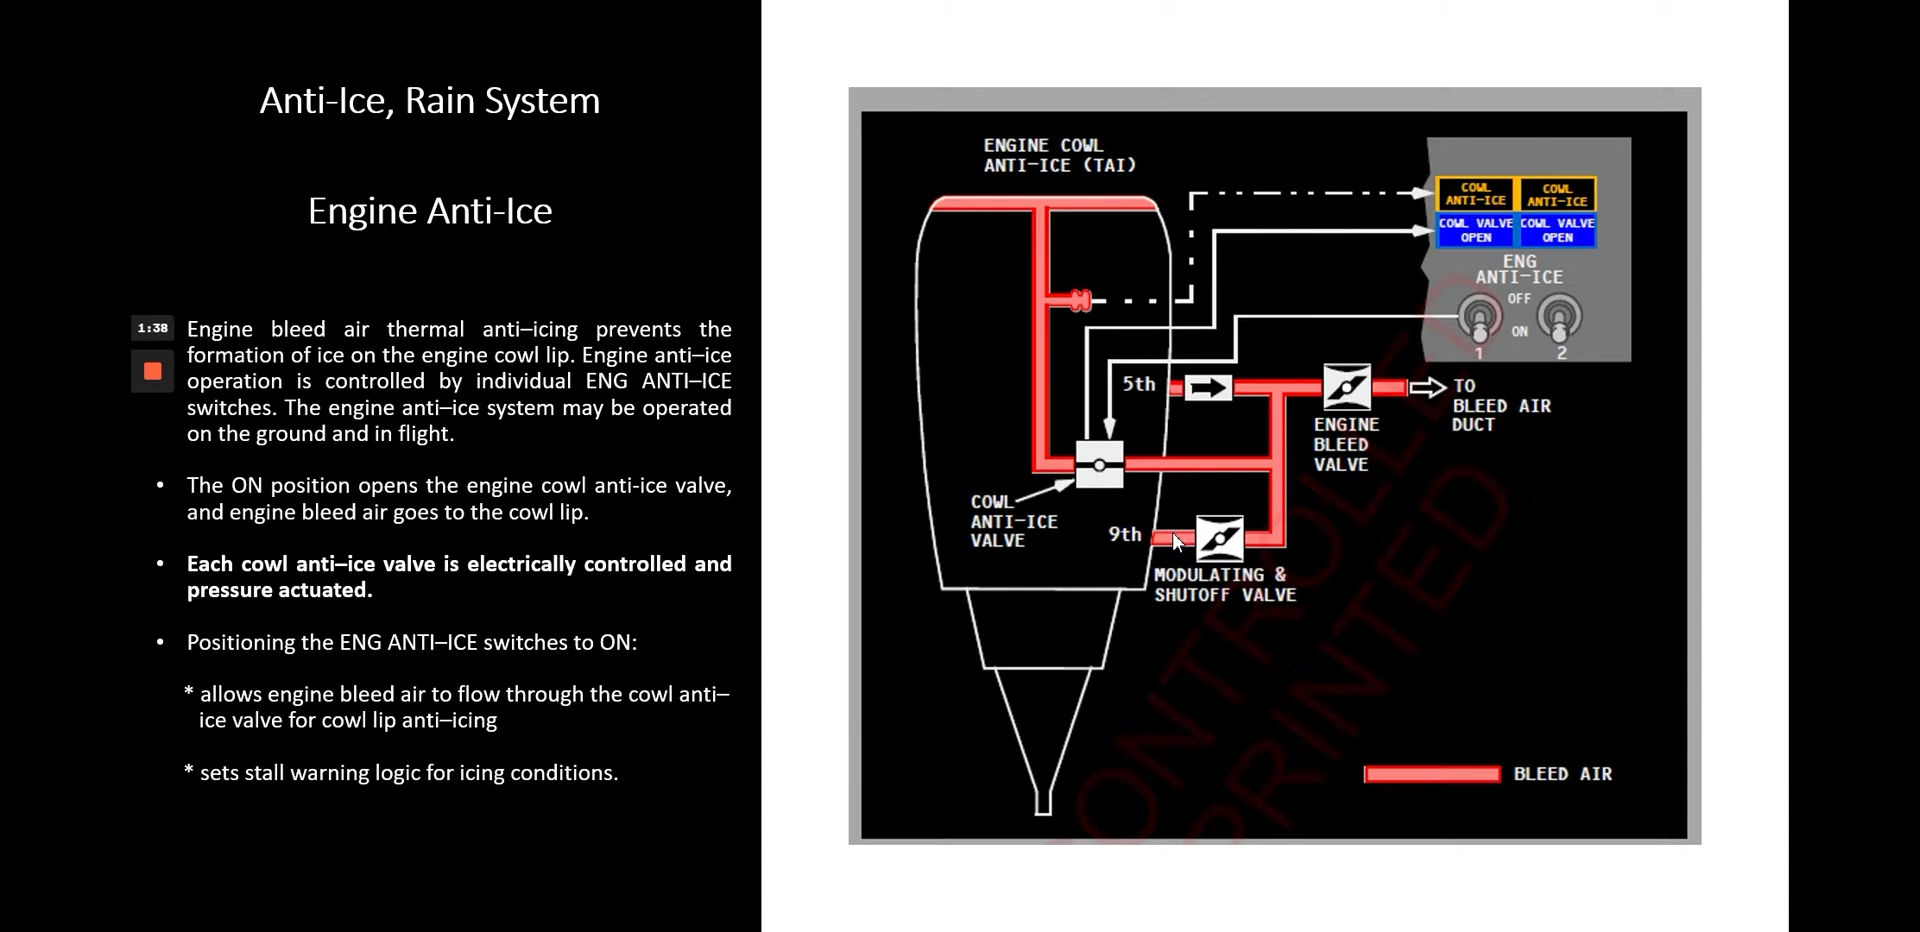 Anti-Ice, Rain System
Engine Anti-Ice
1:38
Engine bleed air thermal anti–icing prevents the
formation of ice on the engine cowl lip. Engine anti–ice
operation is controlled by individual ENG ANTI–ICE
switches. The engine anti–ice system may be operated
on the ground and in flight.
• The ON position opens the engine cowl anti-ice valve,
and engine bleed air goes to the cowl lip.
• Each cowl anti–ice valve is electrically controlled and
pressure actuated.
• Positioning the ENG ANTI–ICE switches to ON:
* allows engine bleed air to flow through the cowl anti–
ice valve for cowl lip anti–icing
* sets stall warning logic for icing conditions.
ENGINE COWL
ANTI–ICE (TAI)
COWL
ANTI-ICE
COWL
ANTI-ICE
COWL VALVE
OPEN
COWL VALVE
OPEN
ENG
ANTI–ICE
OFF
ON
1
2
5th
TO
BLEED AIR
DUCT
ENGINE
BLEED
VALVE
COWL
ANTI–ICE
VALVE
9th
MODULATING &
SHUTOFF VALVE
BLEED AIR
CONTROLLED
PRINTED